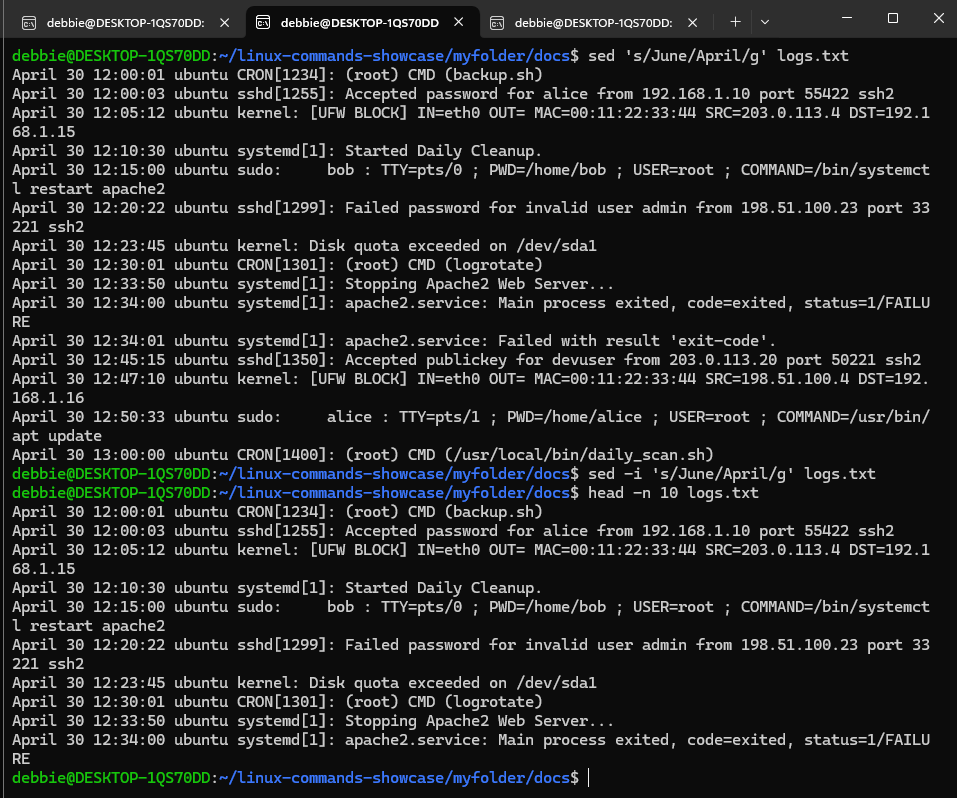 debbie@DESKTOP-1QS70DD:
debbie@DESKTOP-1QS70DD
debbie@DESKTOP-1QS70DD:
debbie@DESKTOP-1QS70DD:~/linux-commands-showcase/myfolder/docs$ sed 's/June/April/g' logs.txt
April 30 12:00:01 ubuntu CRON[1234]: (root) CMD (backup.sh)
April 30 12:00:03 ubuntu sshd[1255]: Accepted password for alice from 192.168.1.10 port 55422 ssh2
April 30 12:05:12 ubuntu kernel: [UFW BLOCK] IN=eth0 OUT= MAC=00:11:22:33:44 SRC=203.0.113.4 DST=192.1
68.1.15
April 30 12:10:30 ubuntu systemd[1]: Started Daily Cleanup.
April 30 12:15:00 ubuntu sudo:     bob : TTY=pts/0 ; PWD=/home/bob ; USER=root ; COMMAND=/bin/systemct
l restart apache2
April 30 12:20:22 ubuntu sshd[1299]: Failed password for invalid user admin from 198.51.100.23 port 33
221 ssh2
April 30 12:23:45 ubuntu kernel: Disk quota exceeded on /dev/sda1
April 30 12:30:01 ubuntu CRON[1301]: (root) CMD (logrotate)
April 30 12:33:50 ubuntu systemd[1]: Stopping Apache2 Web Server...
April 30 12:34:00 ubuntu systemd[1]: apache2.service: Main process exited, code=exited, status=1/FAILU
RE
April 30 12:34:01 ubuntu systemd[1]: apache2.service: Failed with result 'exit-code'.
April 30 12:45:15 ubuntu sshd[1350]: Accepted publickey for devuser from 203.0.113.20 port 50221 ssh2
April 30 12:47:10 ubuntu kernel: [UFW BLOCK] IN=eth0 OUT= MAC=00:11:22:33:44 SRC=198.51.100.4 DST=192.
168.1.16
April 30 12:50:33 ubuntu sudo:     alice : TTY=pts/1 ; PWD=/home/alice ; USER=root ; COMMAND=/usr/bin/
apt update
April 30 13:00:00 ubuntu CRON[1400]: (root) CMD (/usr/local/bin/daily_scan.sh)
debbie@DESKTOP-1QS70DD:~/linux-commands-showcase/myfolder/docs$ sed -i 's/June/April/g' logs.txt
debbie@DESKTOP-1QS70DD:~/linux-commands-showcase/myfolder/docs$ head -n 10 logs.txt
April 30 12:00:01 ubuntu CRON[1234]: (root) CMD (backup.sh)
April 30 12:00:03 ubuntu sshd[1255]: Accepted password for alice from 192.168.1.10 port 55422 ssh2
April 30 12:05:12 ubuntu kernel: [UFW BLOCK] IN=eth0 OUT= MAC=00:11:22:33:44 SRC=203.0.113.4 DST=192.1
68.1.15
April 30 12:10:30 ubuntu systemd[1]: Started Daily Cleanup.
April 30 12:15:00 ubuntu sudo:     bob : TTY=pts/0 ; PWD=/home/bob ; USER=root ; COMMAND=/bin/systemct
l restart apache2
April 30 12:20:22 ubuntu sshd[1299]: Failed password for invalid user admin from 198.51.100.23 port 33
221 ssh2
April 30 12:23:45 ubuntu kernel: Disk quota exceeded on /dev/sda1
April 30 12:30:01 ubuntu CRON[1301]: (root) CMD (logrotate)
April 30 12:33:50 ubuntu systemd[1]: Stopping Apache2 Web Server...
April 30 12:34:00 ubuntu systemd[1]: apache2.service: Main process exited, code=exited, status=1/FAILU
RE
debbie@DESKTOP-1QS70DD:~/linux-commands-showcase/myfolder/docs$